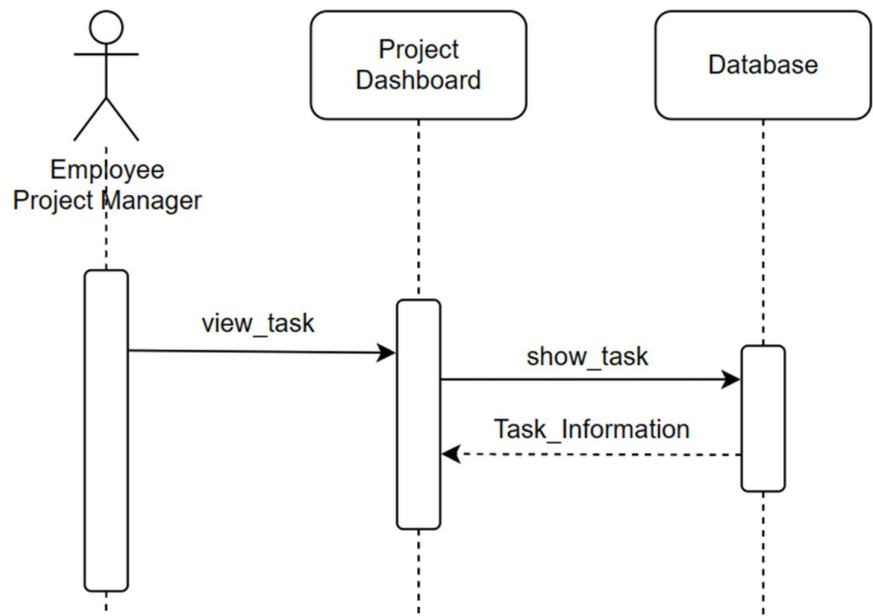 Project
Dashboard
Database
Employee
Project Manager
view_task
show_task
Task_Information